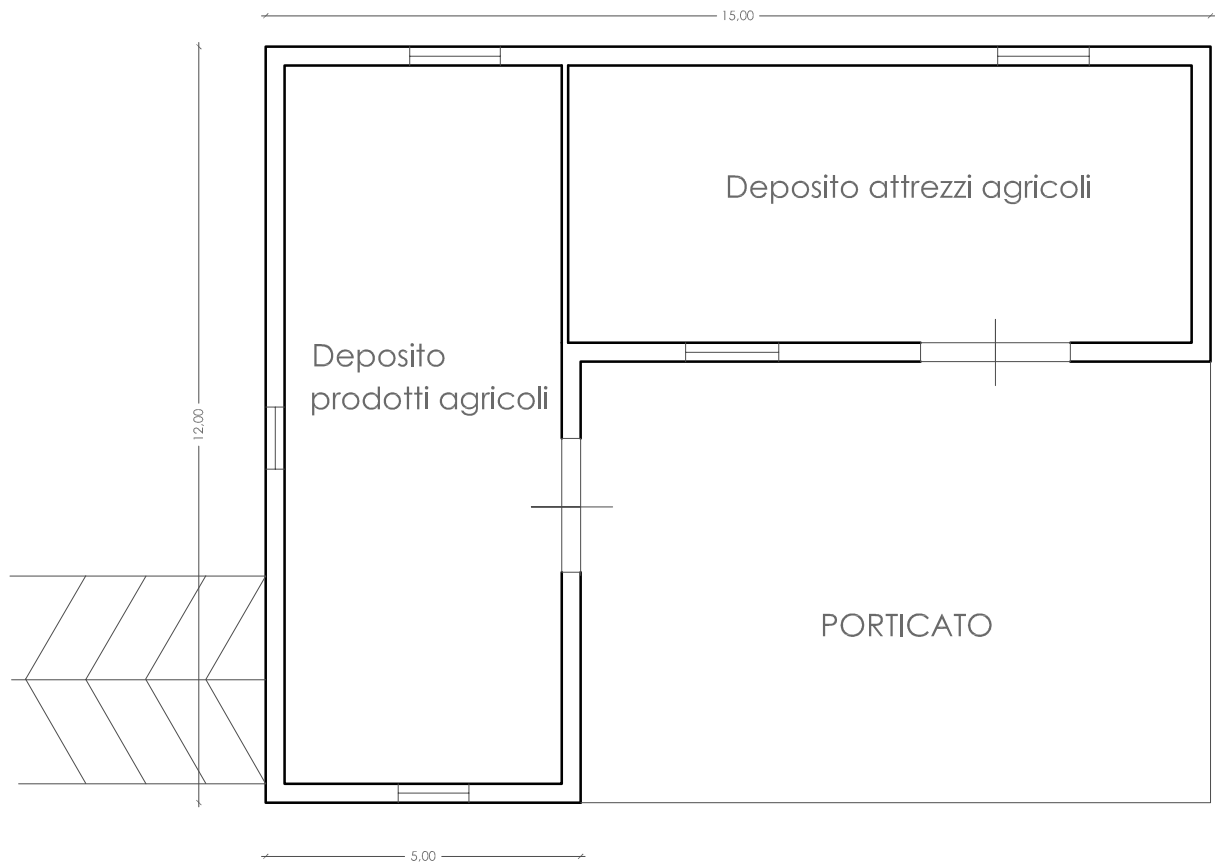 15,00
Deposito attrezzi agricoli
Deposito
prodotti agricoli
12,00
PORTICATO
5,00